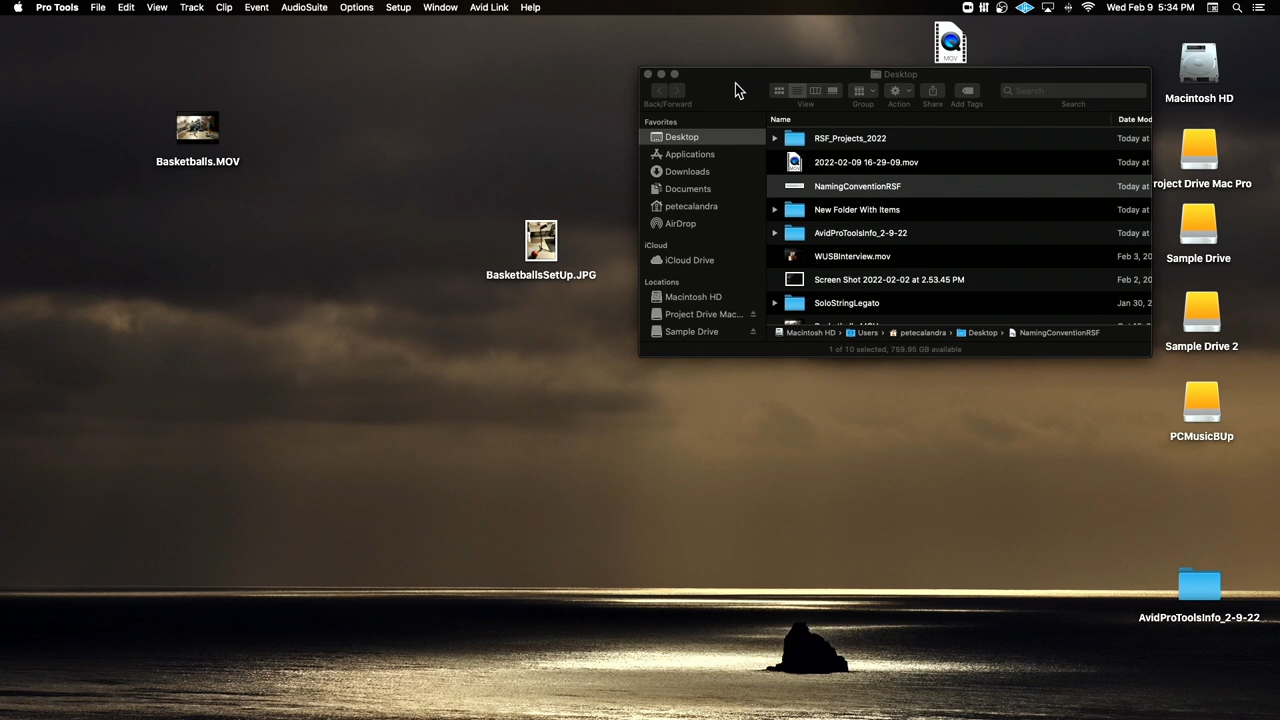 Pro Tools File Edit View Track Clip Event AudioSuite Options Setup Window Avid Link Help Wed Feb 9 5:34 PM
MOV
Desktop
Back/Forward View Group Action Share Add Tags Search
Search
Favorites
Desktop
Applications
Downloads
Documents
petecalandra
AirDrop
iCloud
iCloud Drive
Locations
Macintosh HD
Project Drive Mac...
Sample Drive
Name Date Mod
RSF_Projects_2022 Today at
2022-02-09 16-29-09.mov Today at
NamingConventionRSF Today at
New Folder With Items Today at
AvidProToolsInfo_2-9-22 Today at
WUSBInterview.mov Feb 3, 20
Screen Shot 2022-02-02 at 2.53.45 PM Feb 2, 20
SoloStringLegato Jan 30, 2
Macintosh HD Users petecalandra Desktop NamingConventionRSF
1 of 10 selected, 759.95 GB available
Basketballs.MOV
BasketballsSetUp.JPG
Macintosh HD
roject Drive Mac Pro
Sample Drive
Sample Drive 2
PCMusicBUp
AvidProToolsInfo_2-9-22